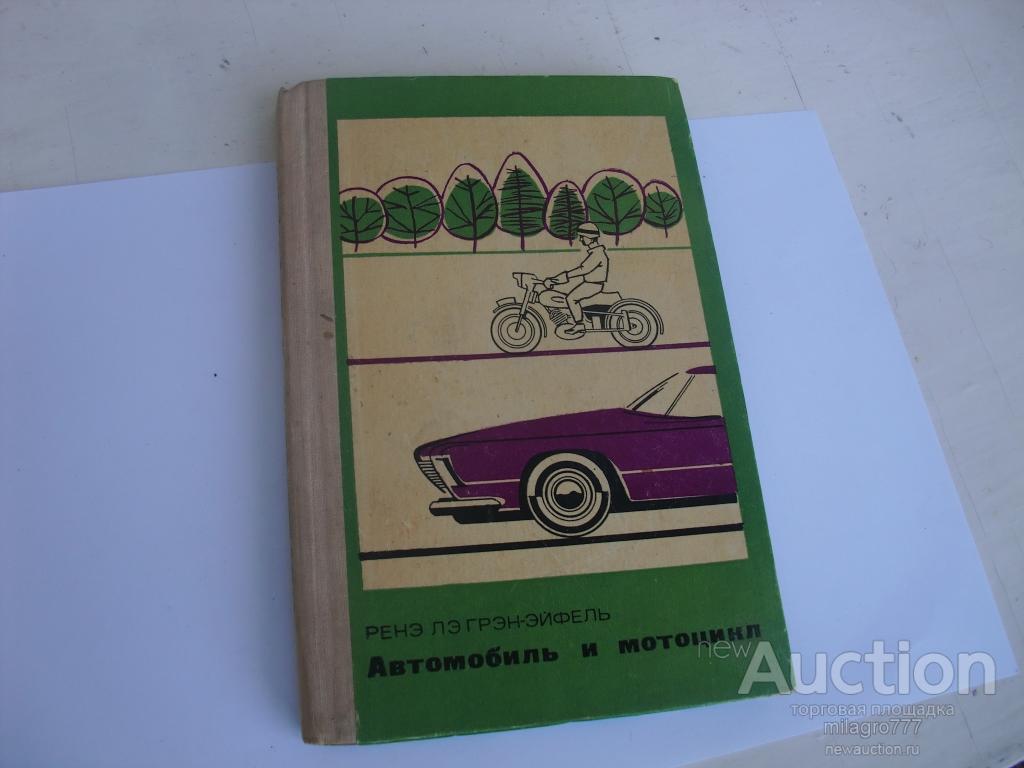 РЕНЭ ЛЭ ГРЭН-ЭЙФЕЛЬ
Автомобиль и мотоцикл
new Auction
торговая площадка
milagro777
newauction.ru